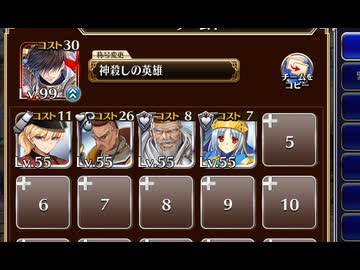 コスト30
称号変更
神殺しの英雄
チームを
コピー
Lv.99
コスト11
コスト26
コスト 8
コスト 7
Lv.55
Lv.55
Lv.55
Lv.55
5
6
7
8
9
10